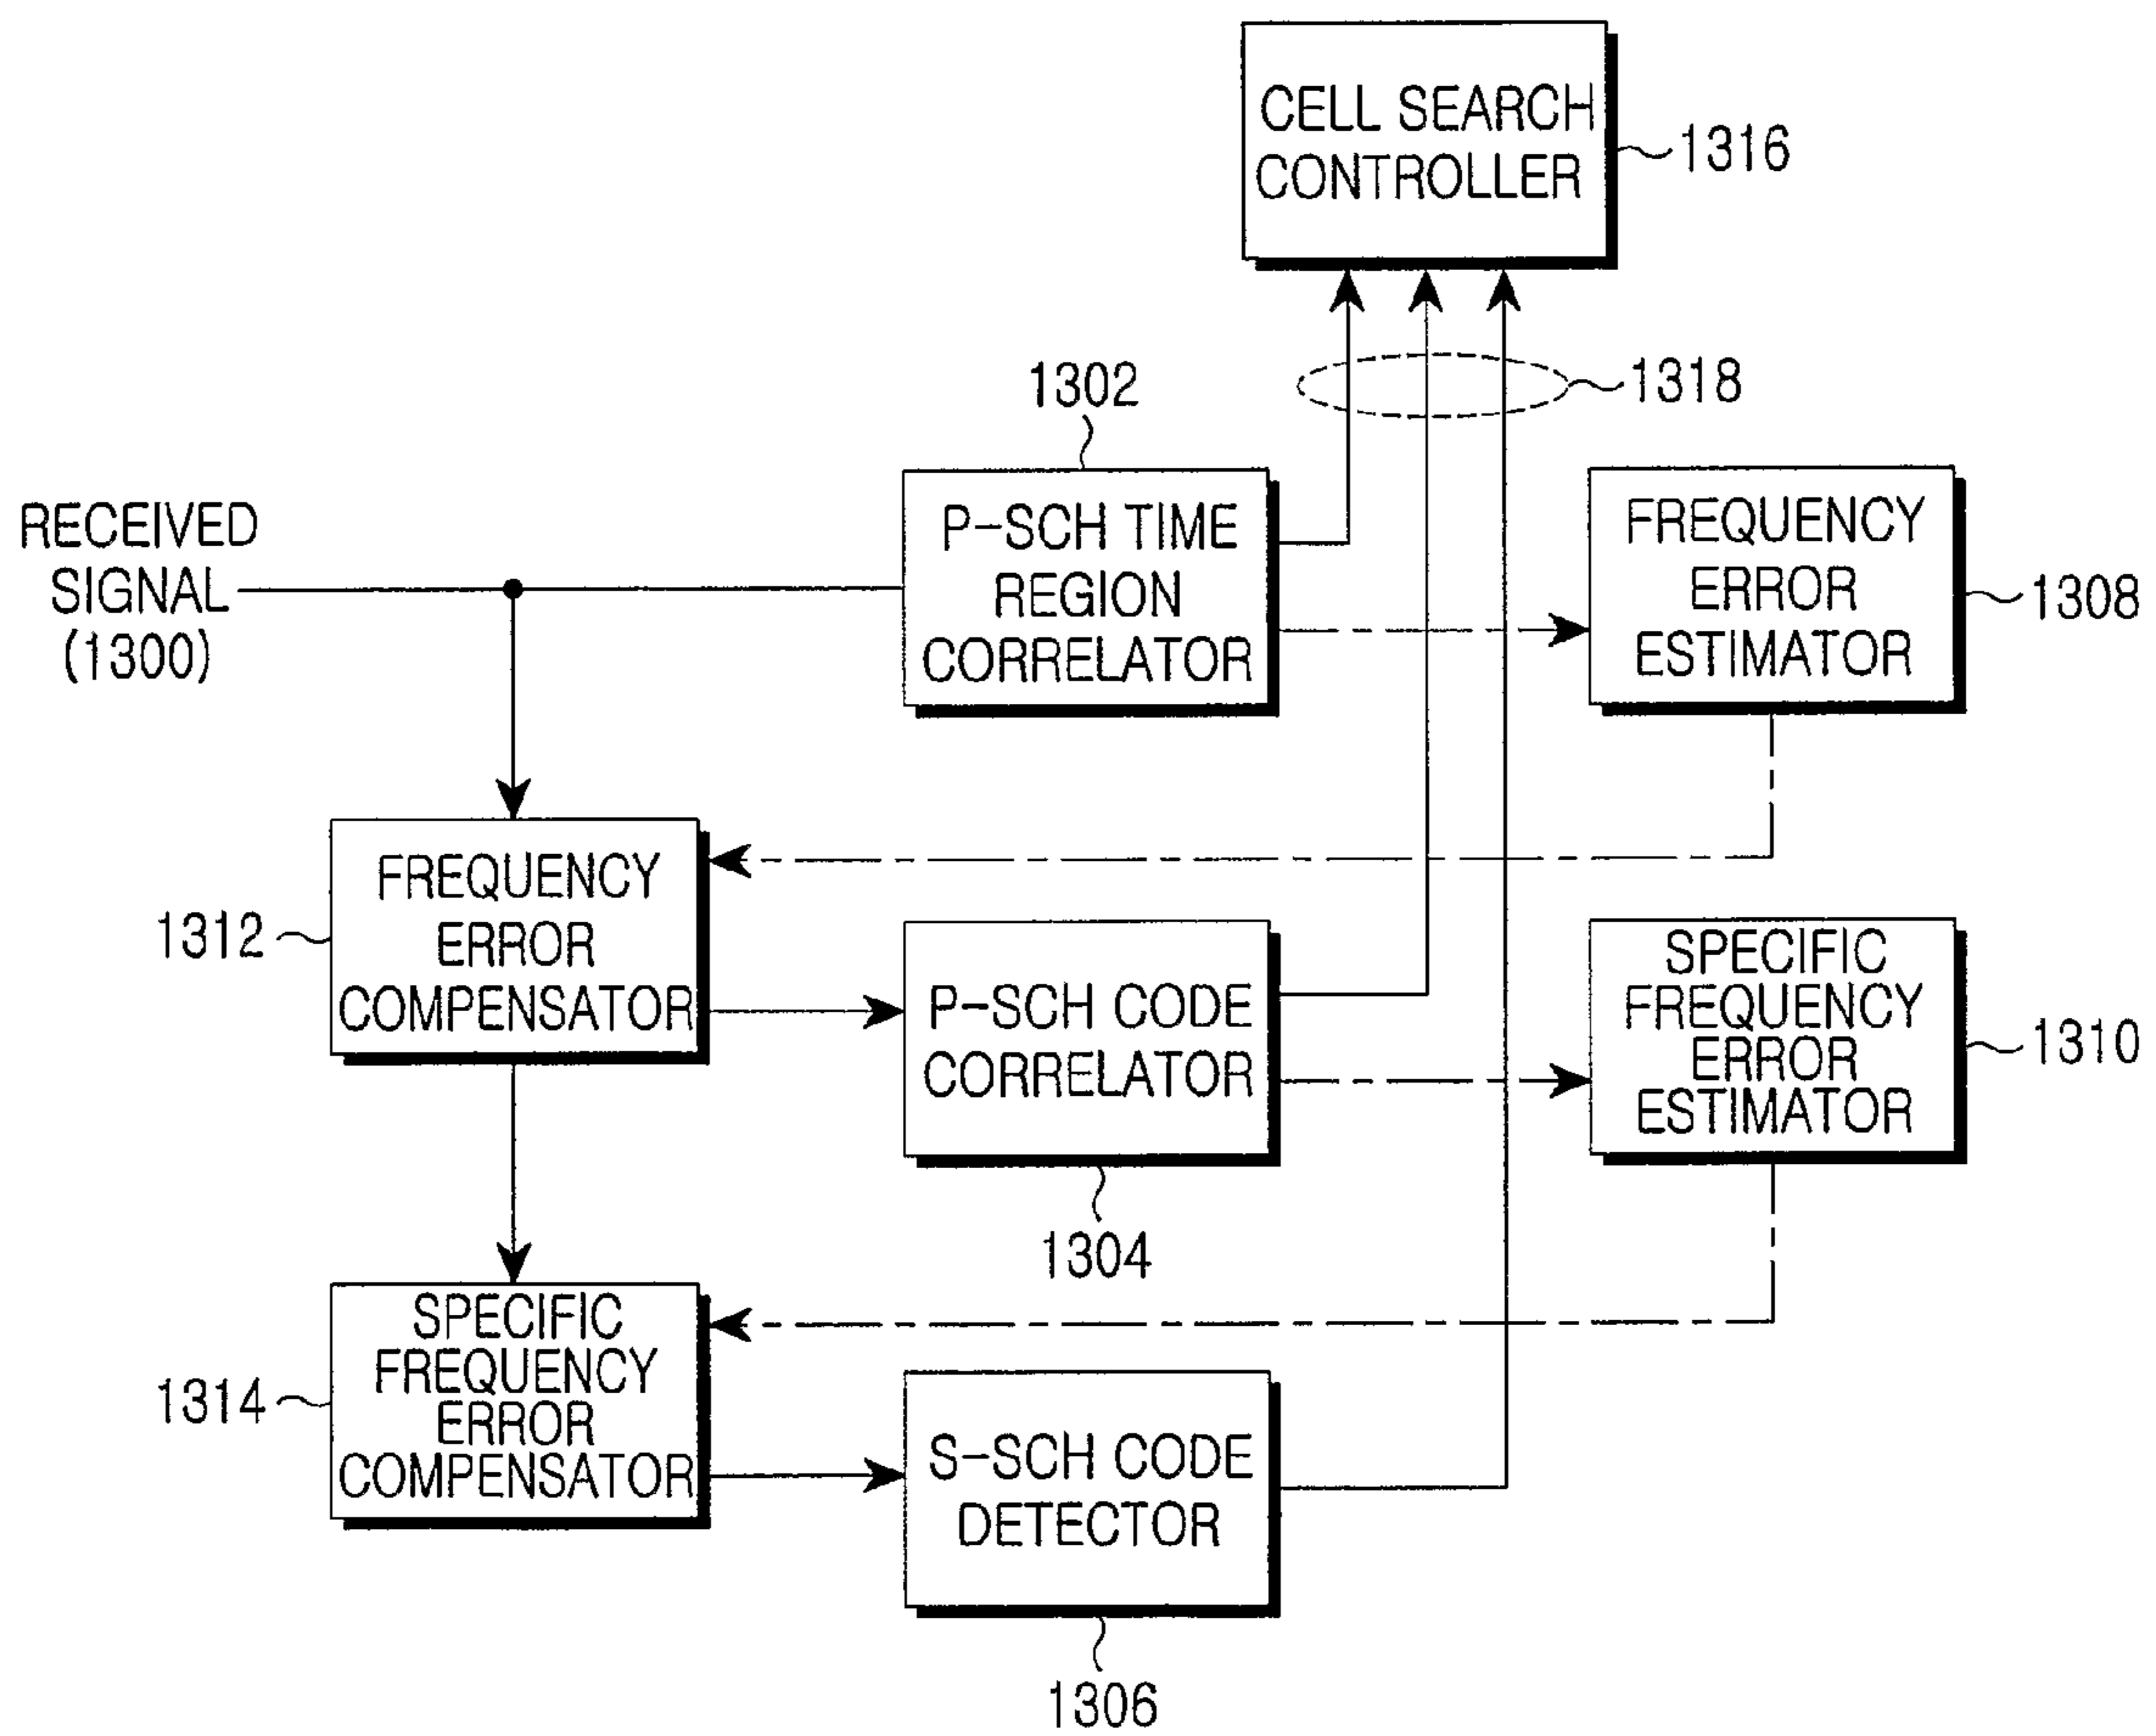 CELL SEARCH
CONTROLLER
1316
1302
1318
RECEIVED
SIGNAL
(1300)
P-SCH TIME
REGION
CORRELATOR
FREQUENCY
ERROR
ESTIMATOR
1308
1312
FREQUENCY
ERROR
COMPENSATOR
P-SCH CODE
CORRELATOR
SPECIFIC
FREQUENCY
ERROR
ESTIMATOR
1310
1304
1314
SPECIFIC
FREQUENCY
ERROR
COMPENSATOR
S-SCH CODE
DETECTOR
1306